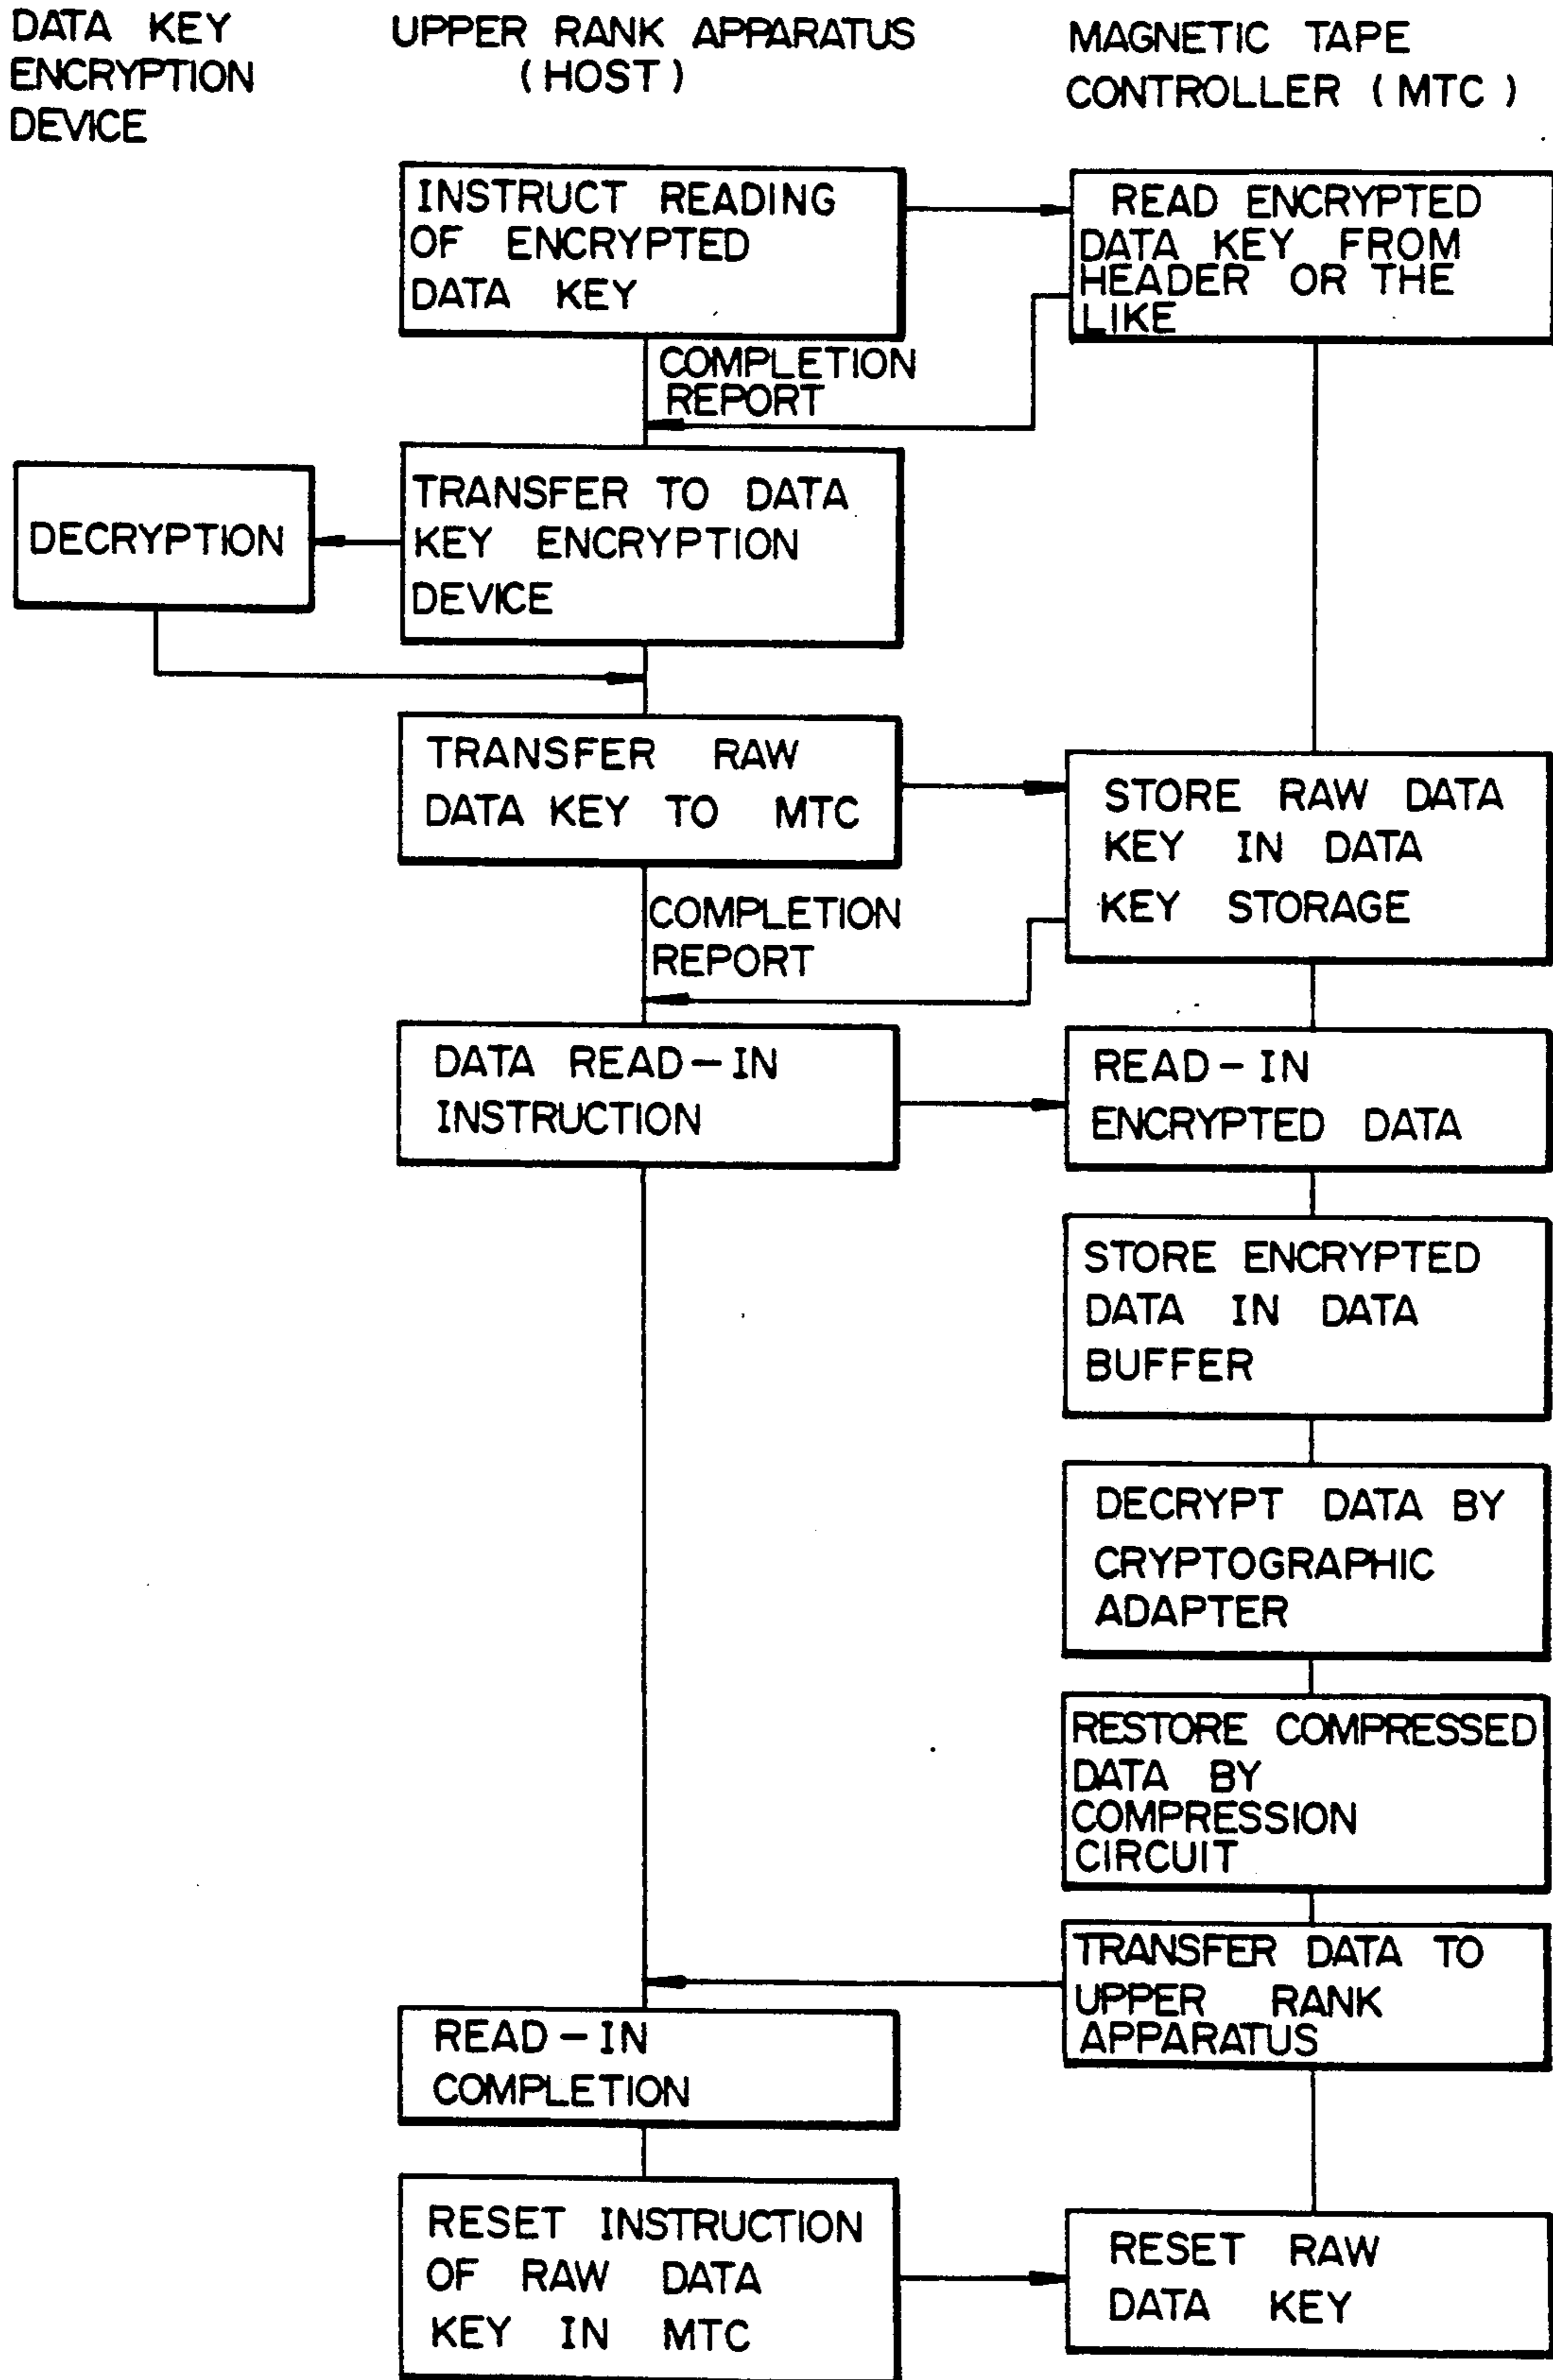 DATA KEY
ENCRYPTION
DEVICE
UPPER RANK APPARATUS
(HOST)
MAGNETIC TAPE
CONTROLLER (MTC)
INSTRUCT READING
OF ENCRYPTED
DATA KEY
READ ENCRYPTED
DATA KEY FROM
HEADER OR THE
LIKE
COMPLETION
REPORT
DECRYPTION
TRANSFER TO DATA
KEY ENCRYPTION
DEVICE
TRANSFER RAW
DATA KEY TO MTC
STORE RAW DATA
KEY IN DATA
KEY STORAGE
COMPLETION
REPORT
DATA READ-IN
INSTRUCTION
READ-IN
ENCRYPTED DATA
STORE ENCRYPTED
DATA IN DATA
BUFFER
DECRYPT DATA BY
CRYPTOGRAPHIC
ADAPTER
RESTORE COMPRESSED
DATA BY
COMPRESSION
CIRCUIT
TRANSFER DATA TO
UPPER RANK
APPARATUS
READ-IN
COMPLETION
RESET INSTRUCTION
OF RAW DATA
KEY IN MTC
RESET RAW
DATA KEY